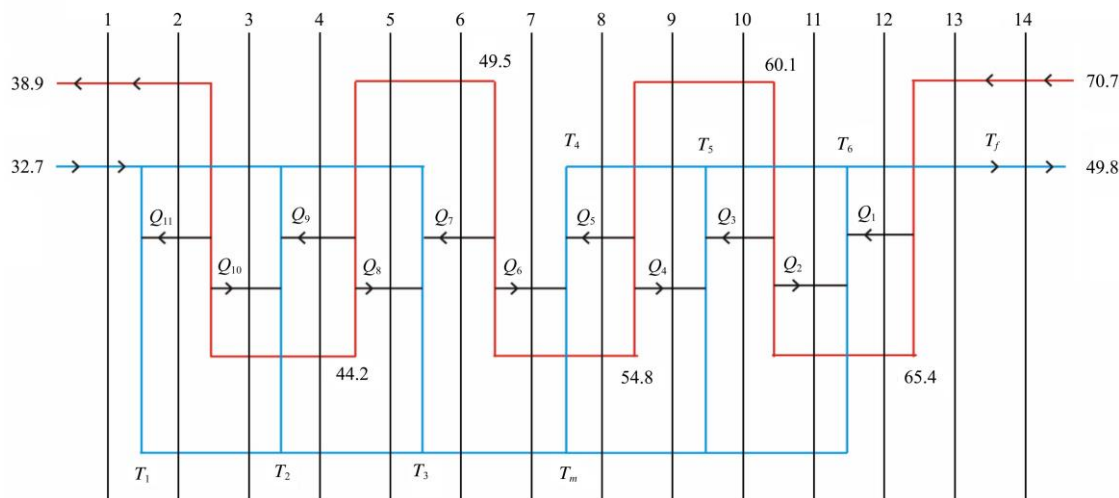 1 2 3 4 5 6 7 8 9 10 11 12 13 14
49.5 60.1
38.9 70.7
T4 T5 T6 Tf
32.7 49.8
Q11 Q9 Q7 Q5 Q3 Q1
Q10 Q8 Q6 Q4 Q2
44.2 54.8 65.4
T1 T2 T3 Tm